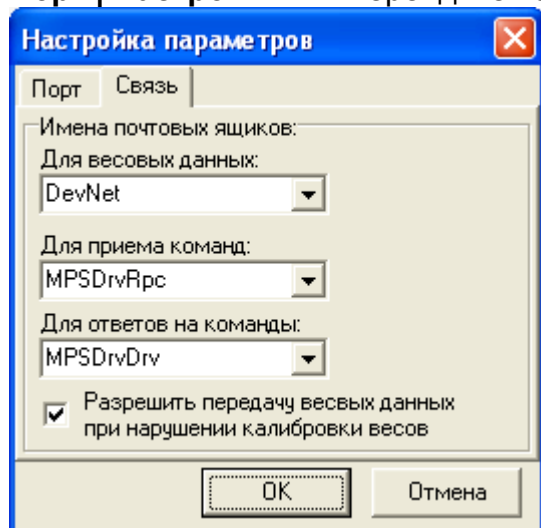 Настройка параметров
Порт Связь
Имена почтовых ящиков:
Для весовых данных:
DevNet
Для приема команд:
MPSDrvRpc
Для ответов на команды:
MPSDrvDrv
Разрешить передачу весвых данных
при нарушении калибровки весов
OK Отмена